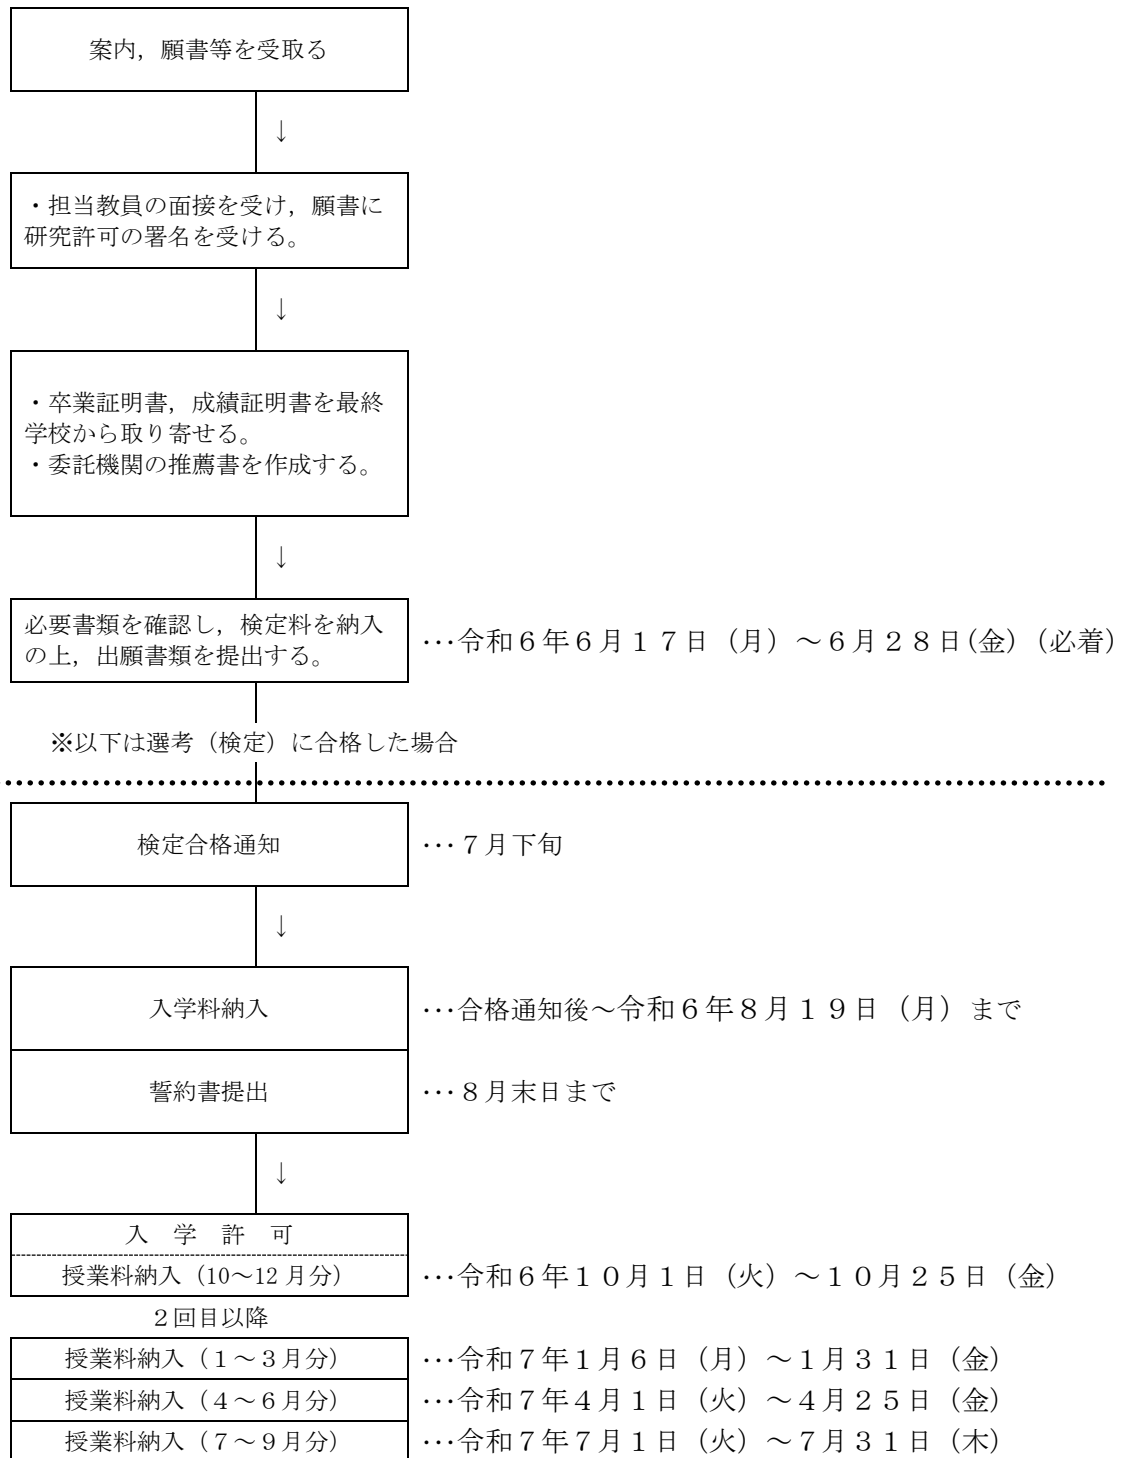 案内，願書等を受取る
↓
・担当教員の面接を受け，願書に
研究許可の署名を受ける。
↓
・卒業証明書，成績証明書を最終
学校から取り寄せる。
・委託機関の推薦書を作成する。
↓
必要書類を確認し，検定料を納入
の上，出願書類を提出する。
…令和６年６月１７日（月）～６月２８日(金)（必着）
※以下は選考（検定）に合格した場合
検定合格通知 …７月下旬
↓
入学料納入 …合格通知後～令和６年８月１９日（月）まで
誓約書提出 …８月末日まで
↓
入　学　許　可
授業料納入（10～12 月分） …令和６年１０月１日（火）～１０月２５日（金）
２回目以降
授業料納入（１～３月分） …令和７年１月６日（月）～１月３１日（金）
授業料納入（４～６月分） …令和７年４月１日（火）～４月２５日（金）
授業料納入（７～９月分） …令和７年７月１日（火）～７月３１日（木）